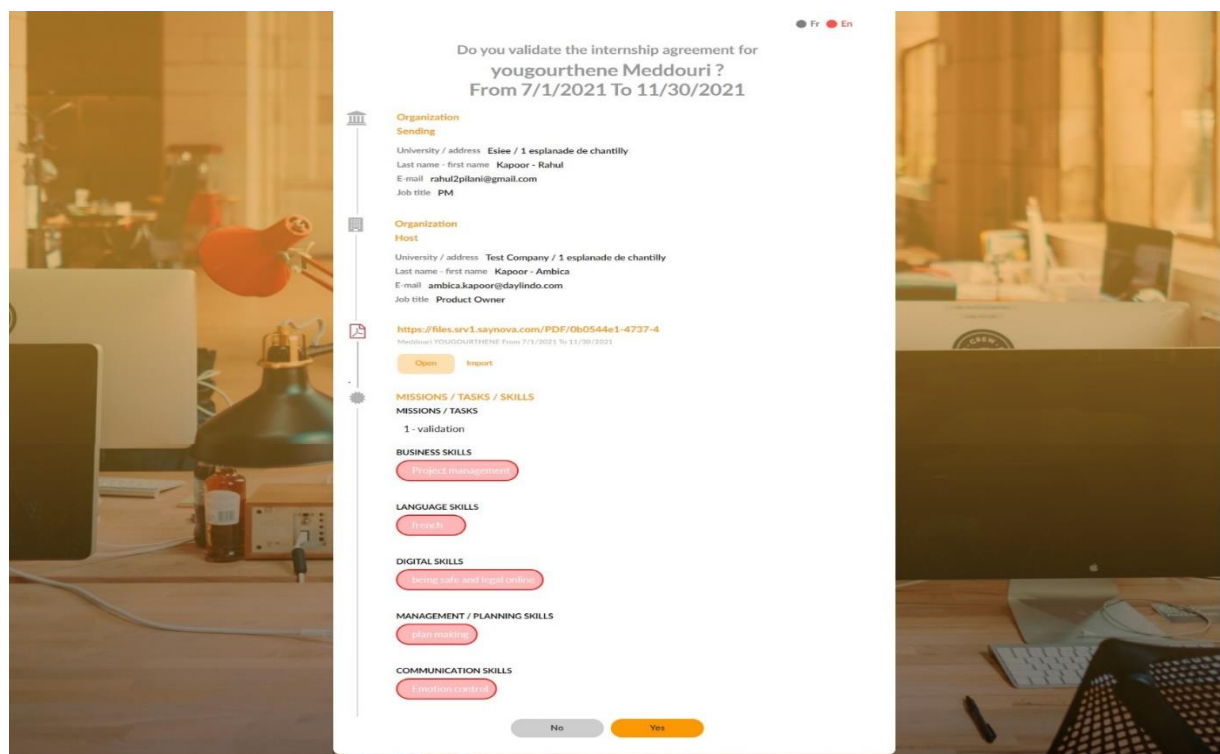 Fr En
Do you validate the internship agreement for
yougourthene Meddouri ?
From 7/1/2021 To 11/30/2021
Organization
Sending
University / address Esiee / 1 esplanade de chantilly
Last name - first name Kapoor - Rahul
E-mail rahul2pilani@gmail.com
Job title PM
Organization
Host
University / address Test Company / 1 esplanade de chantilly
Last name - first name Kapoor - Ambica
E-mail ambica.kapoor@daylindo.com
Job title Product Owner
https://files.srv1.saynova.com/PDF/0b0544e1-4737-4
Meddouri YOUGOURTHENE From 7/1/2021 To 11/30/2021
Open Import
MISSIONS / TASKS / SKILLS
MISSIONS / TASKS
1 - validation
BUSINESS SKILLS
Project management
LANGUAGE SKILLS
french
DIGITAL SKILLS
being safe and legal online
MANAGEMENT / PLANNING SKILLS
plan making
COMMUNICATION SKILLS
Emotion control
No Yes
CREW